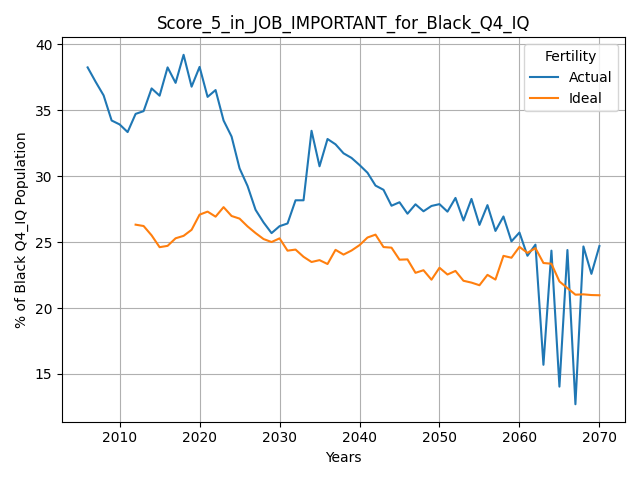 Score_5_in_JOB_IMPORTANT_for_Black_Q4_IQ
Fertility
Actual
Ideal
% of Black Q4_IQ Population
40
35
30
25
20
15
2010 2020 2030 2040 2050 2060 2070
Years